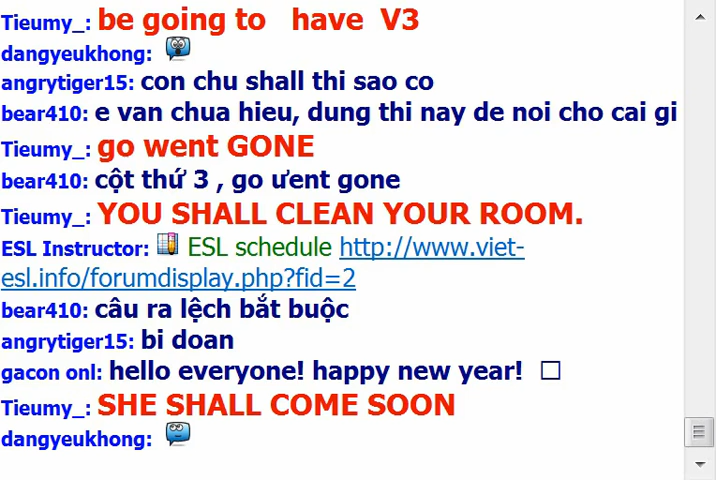 Tieumy_: be going to have V3
dangyeukhong:
angrytiger15: con chu shall thi sao co
bear410: e van chua hieu, dung thi nay de noi cho cai gi
Tieumy_: go went GONE
bear410: cột thứ 3 , go ưent gone
Tieumy_: YOU SHALL CLEAN YOUR ROOM.
ESL Instructor: ESL schedule http://www.viet-
esl.info/forumdisplay.php?fid=2
bear410: câu ra lệch bắt buộc
angrytiger15: bi doan
gacon onl: hello everyone! happy new year! □
Tieumy_: SHE SHALL COME SOON
dangyeukhong: